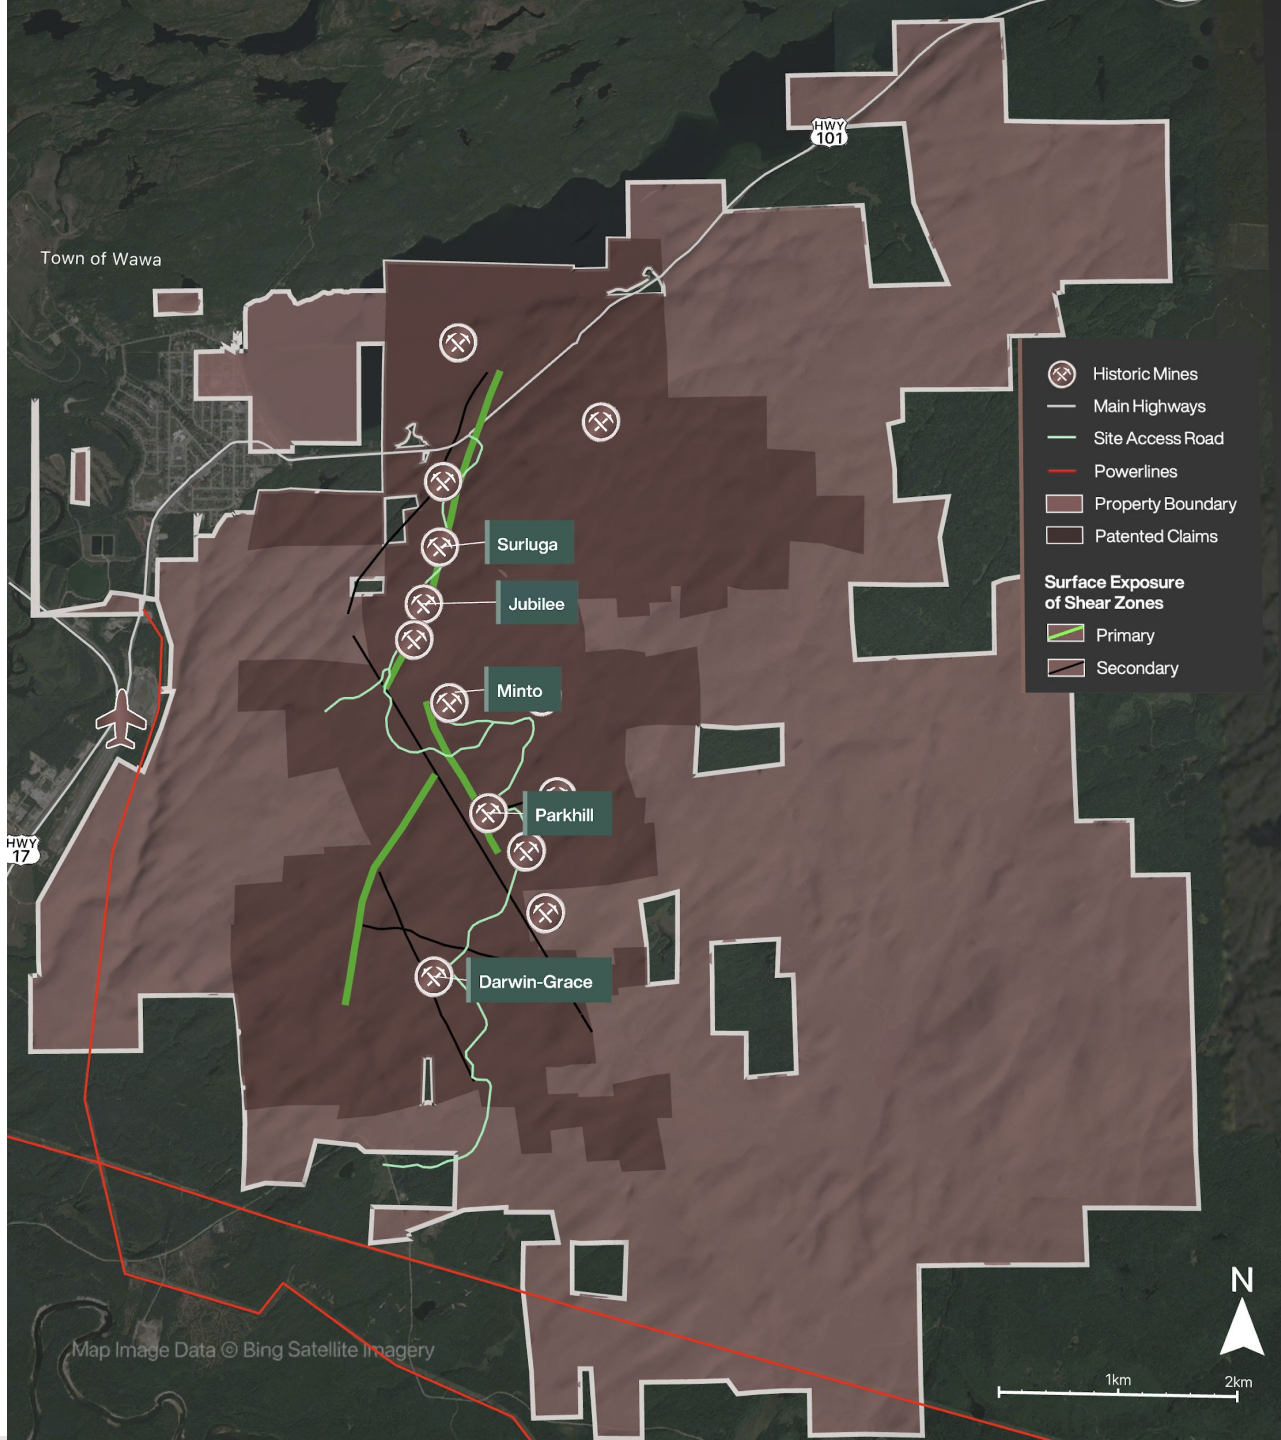 HWY
101
Town of Wawa
Historic Mines
Main Highways
Site Access Road
Powerlines
Property Boundary
Patented Claims
Surface Exposure
of Shear Zones
Primary
Secondary
Surluga
Jubilee
Minto
Parkhill
HWY
17
Darwin-Grace
N
Map Image Data © Bing Satellite Imagery
1km
2km